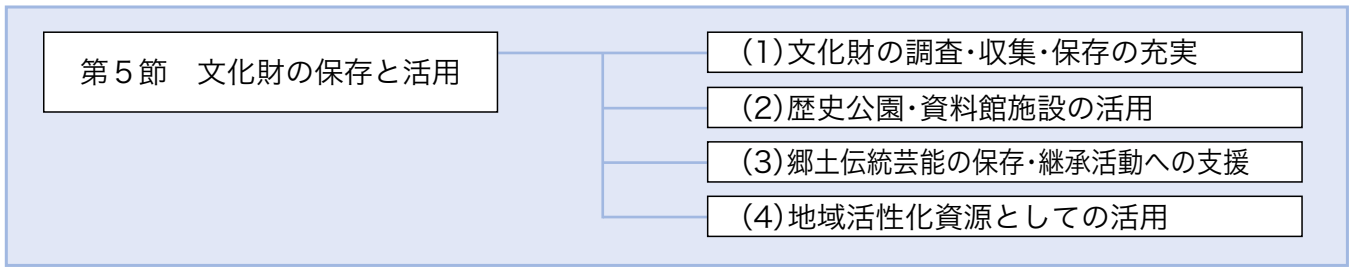 第5節　文化財の保存と活用
(1)文化財の調査･収集･保存の充実
(2)歴史公園･資料館施設の活用
(3)郷土伝統芸能の保存･継承活動への支援
(4)地域活性化資源としての活用